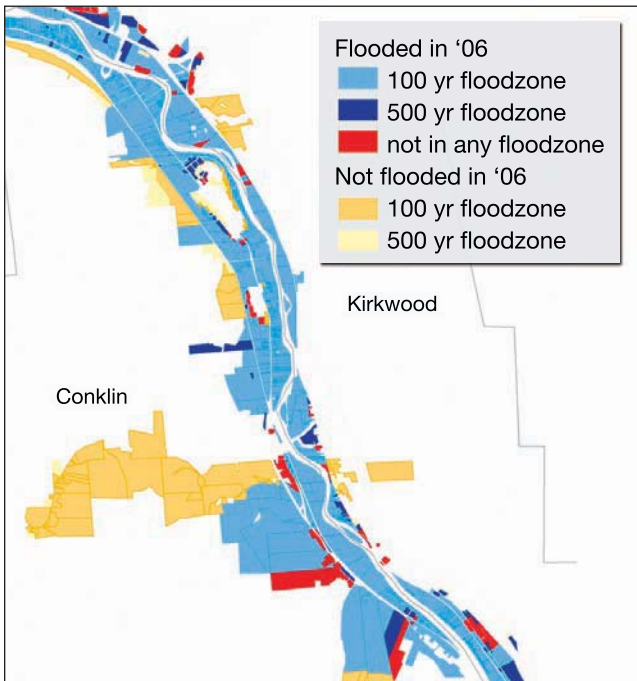 Flooded in ‘06
100 yr floodzone
500 yr floodzone
not in any floodzone
Not flooded in ‘06
100 yr floodzone
500 yr floodzone
Kirkwood
Conklin